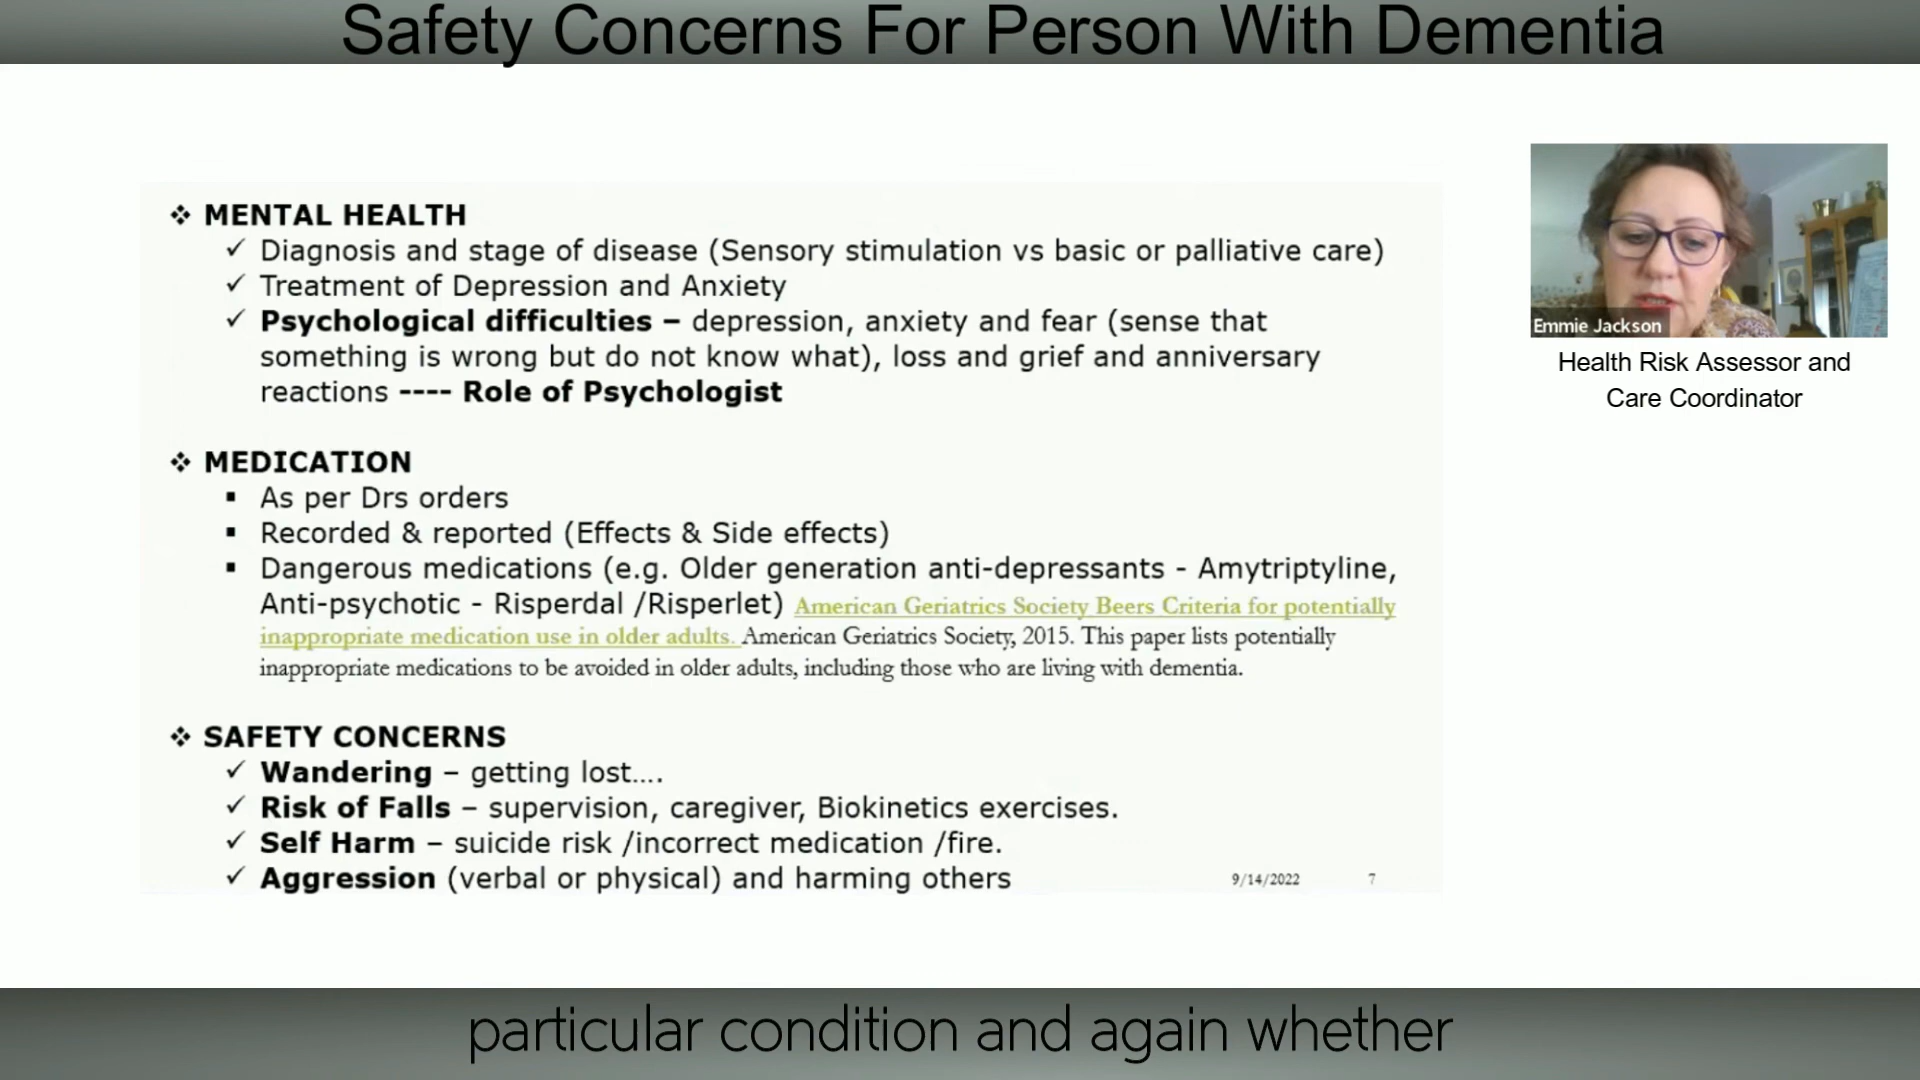 Safety Concerns For Person With Dementia
❖ MENTAL HEALTH
✓ Diagnosis and stage of disease (Sensory stimulation vs basic or palliative care)
✓ Treatment of Depression and Anxiety
✓ Psychological difficulties – depression, anxiety and fear (sense that
something is wrong but do not know what), loss and grief and anniversary
reactions ---- Role of Psychologist
❖ MEDICATION
▪ As per Drs orders
▪ Recorded & reported (Effects & Side effects)
▪ Dangerous medications (e.g. Older generation anti-depressants - Amytriptyline,
Anti-psychotic - Risperdal /Risperlet) American Geriatrics Society Beers Criteria for potentially
inappropriate medication use in older adults. American Geriatrics Society, 2015. This paper lists potentially
inappropriate medications to be avoided in older adults, including those who are living with dementia.
❖ SAFETY CONCERNS
✓ Wandering – getting lost....
✓ Risk of Falls – supervision, caregiver, Biokinetics exercises.
✓ Self Harm – suicide risk /incorrect medication /fire.
✓ Aggression (verbal or physical) and harming others
9/14/2022 7
Emmie Jackson
Health Risk Assessor and
Care Coordinator
particular condition and again whether